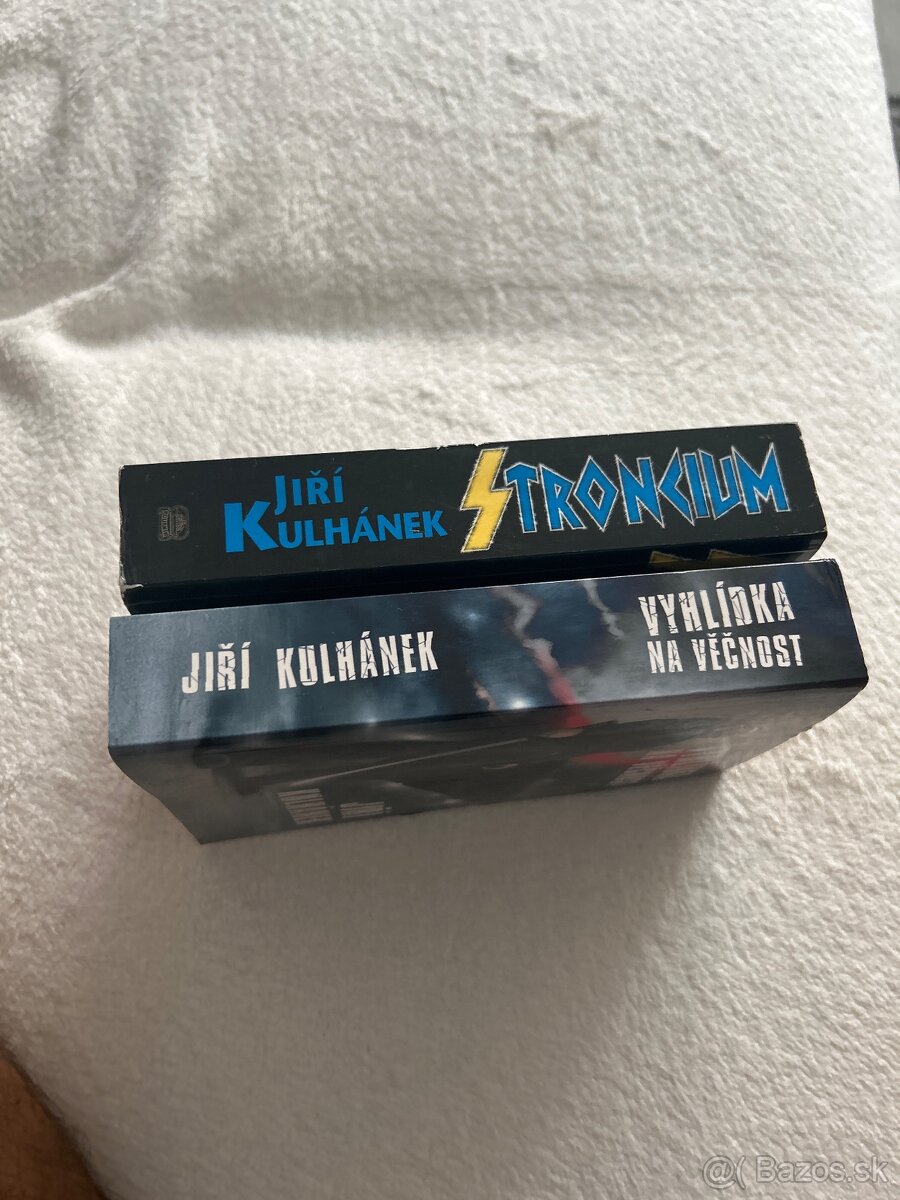 JIŘÍ
KULHÁNEK
STRONCIUM
JIŘÍ KULHÁNEK
VYHLÍDKA
NA VĚČNOST
@( Bazos.sk